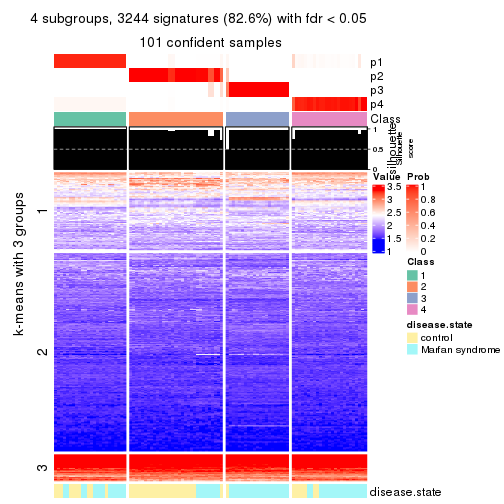 4 subgroups, 3244 signatures (82.6%) with fdr < 0.05
101 confident samples
p1
p2
p3
p4
Class
1
0.5
0
silhouette
Silhouette
score
k-means with 3 groups
1
2
3
disease.state
Value
3.5
3
2.5
2
1.5
1
Prob
1
0.8
0.6
0.4
0.2
0
Class
1
2
3
4
disease.state
control
Marfan syndrome